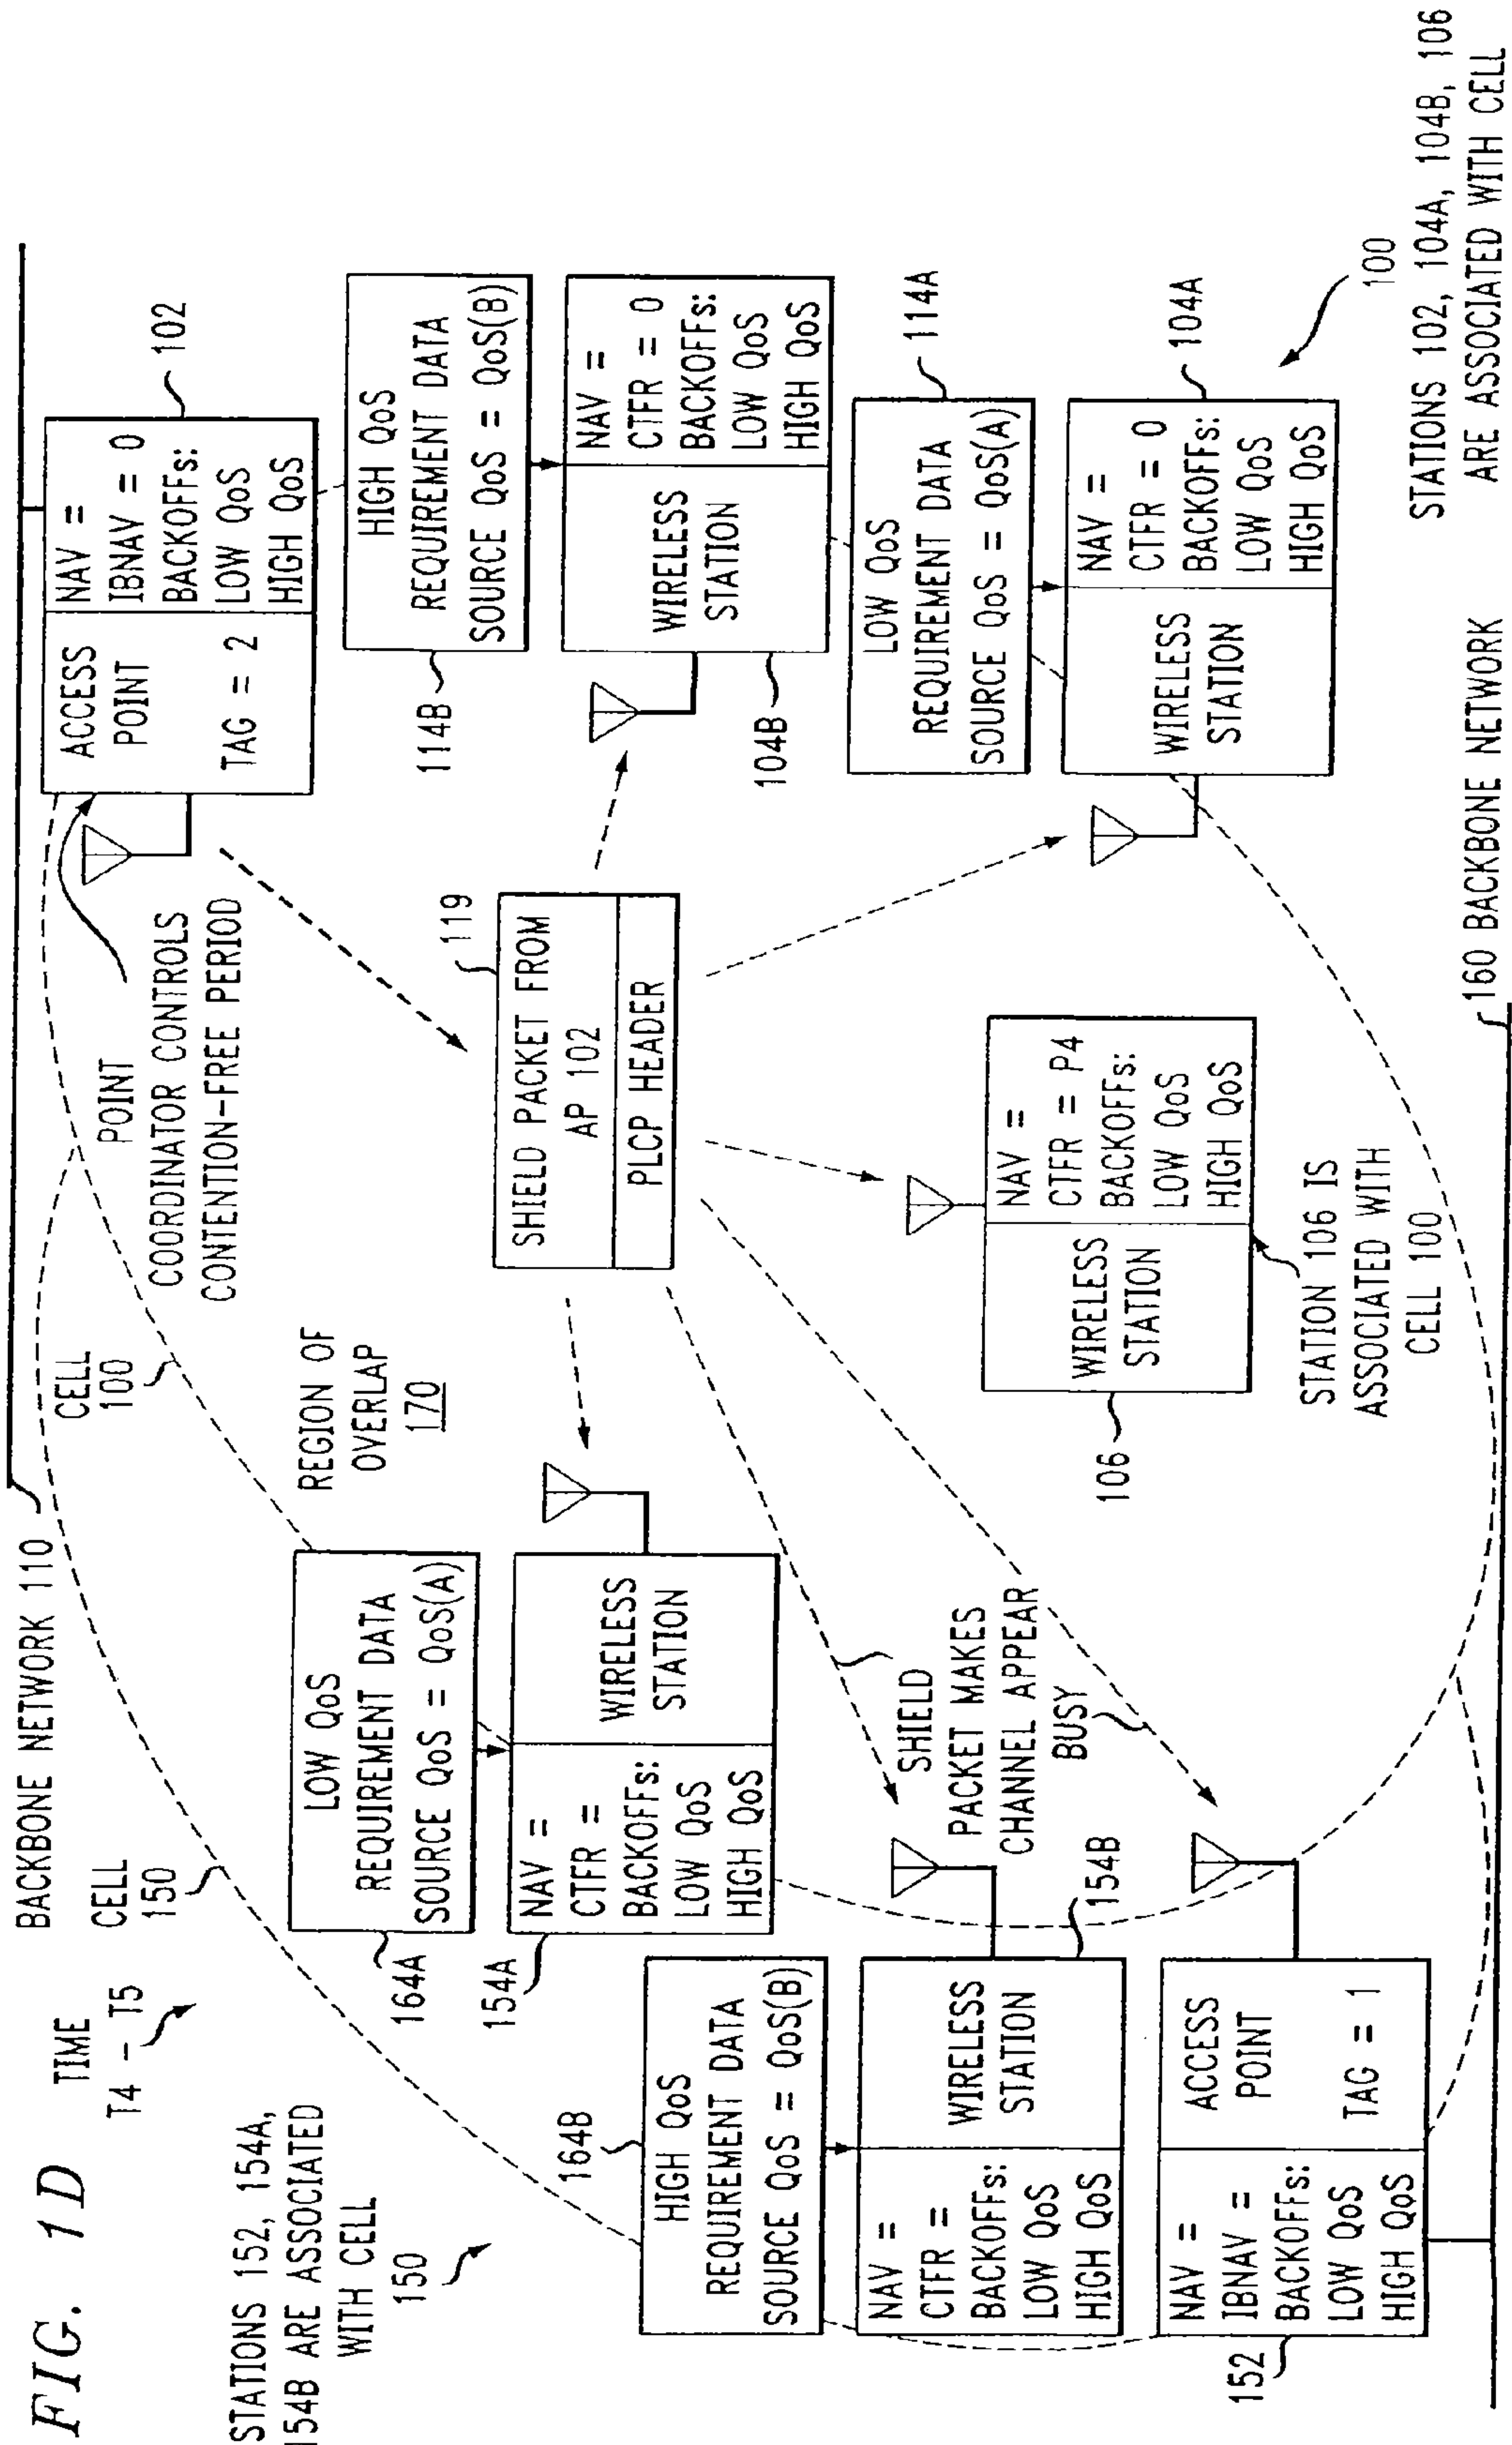 FIG. 1D
TIME
T4 - T5
BACKBONE NETWORK 110
CELL
150
CELL
100
STATIONS 152, 154A,
154B ARE ASSOCIATED
WITH CELL
150
POINT
COORDINATOR CONTROLS
CONTENTION-FREE PERIOD
ACCESS
POINT
TAG = 2
NAV =
IBNAV = 0
BACKOFFs:
LOW QoS
HIGH QoS
102
REGION OF
OVERLAP
170
164A
LOW QoS
REQUIREMENT DATA
SOURCE QoS = QoS(A)
154A
NAV =
CTFR =
BACKOFFs:
LOW QoS
HIGH QoS
WIRELESS
STATION
119
SHIELD PACKET FROM
AP 102
PLCP HEADER
114B
HIGH QoS
REQUIREMENT DATA
SOURCE QoS = QoS(B)
104B
WIRELESS
STATION
NAV =
CTFR = 0
BACKOFFs:
LOW QoS
HIGH QoS
164B
HIGH QoS
REQUIREMENT DATA
SOURCE QoS = QoS(B)
NAV =
CTFR =
BACKOFFs:
LOW QoS
HIGH QoS
WIRELESS
STATION
154B
SHIELD
PACKET MAKES
CHANNEL APPEAR
BUSY
106
WIRELESS
STATION
NAV =
CTFR = P4
BACKOFFs:
LOW QoS
HIGH QoS
STATION 106 IS
ASSOCIATED WITH
CELL 100
LOW QoS
REQUIREMENT DATA
SOURCE QoS = QoS(A)
114A
WIRELESS
STATION
NAV =
CTFR = 0
BACKOFFs:
LOW QoS
HIGH QoS
104A
152
NAV =
IBNAV =
BACKOFFs:
LOW QoS
HIGH QoS
ACCESS
POINT
TAG = 1
100
160 BACKBONE NETWORK
STATIONS 102, 104A, 104B, 106
ARE ASSOCIATED WITH CELL